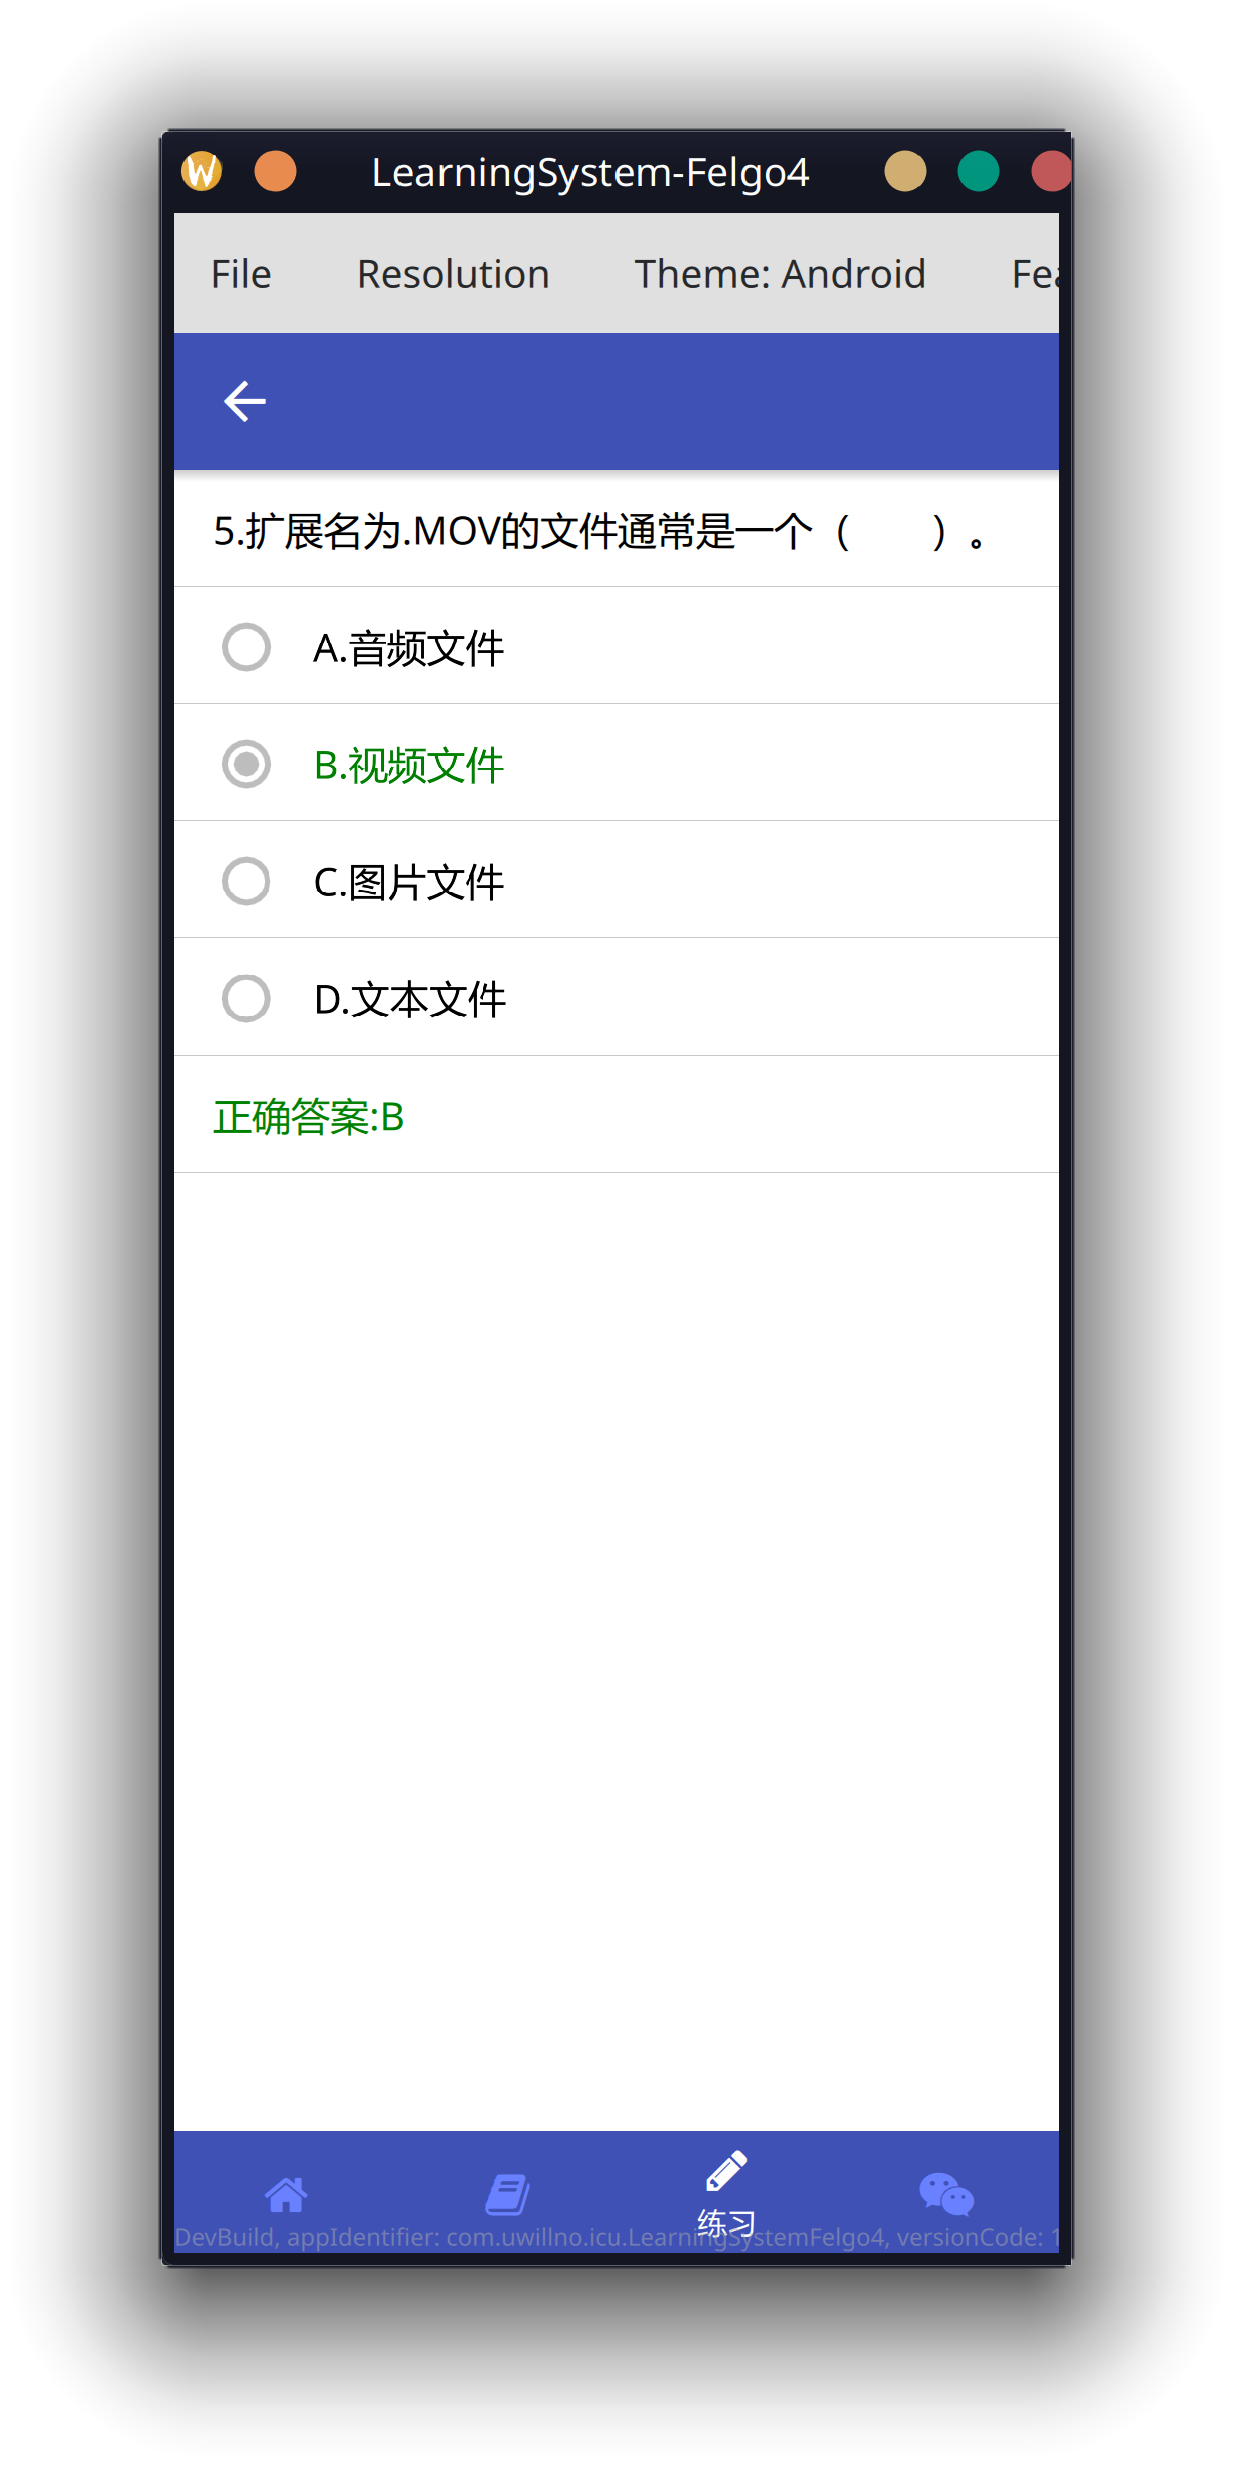 LearningSystem-Felgo4
File Resolution Theme: Android Fea
5.扩展名为.MOV的文件通常是一个（　　）。
A.音频文件
B.视频文件
C.图片文件
D.文本文件
正确答案:B
练习
DevBuild, appIdentifier: com.uwillno.icu.LearningSystemFelgo4, versionCode: 1